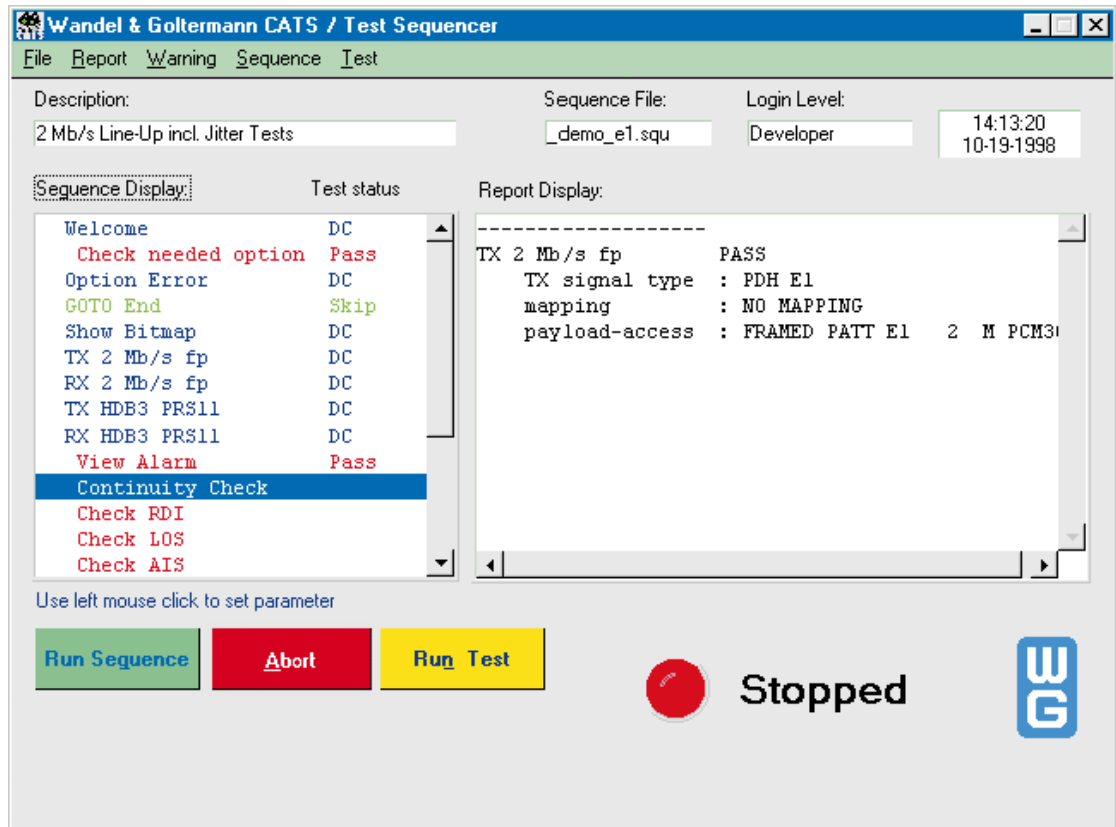 Wandel & Goltermann CATS / Test Sequencer
File Report Warning Sequence Test
Description: Sequence File: Login Level:
2 Mb/s Line-Up incl. Jitter Tests _demo_e1.squ Developer 14:13:20
10-19-1998
Sequence Display: Test status Report Display:
Welcome DC
Check needed option Pass
Option Error DC
GOTO End Skip
Show Bitmap DC
TX 2 Mb/s fp DC
RX 2 Mb/s fp DC
TX HDB3 PRS11 DC
RX HDB3 PRS11 DC
View Alarm Pass
Continuity Check
Check RDI
Check LOS
Check AIS
-------------------
TX 2 Mb/s fp PASS
TX signal type : PDH E1
mapping : NO MAPPING
payload-access : FRAMED PATT E1 2 M PCM30
Use left mouse click to set parameter
Run Sequence Abort Run Test
Stopped
WG